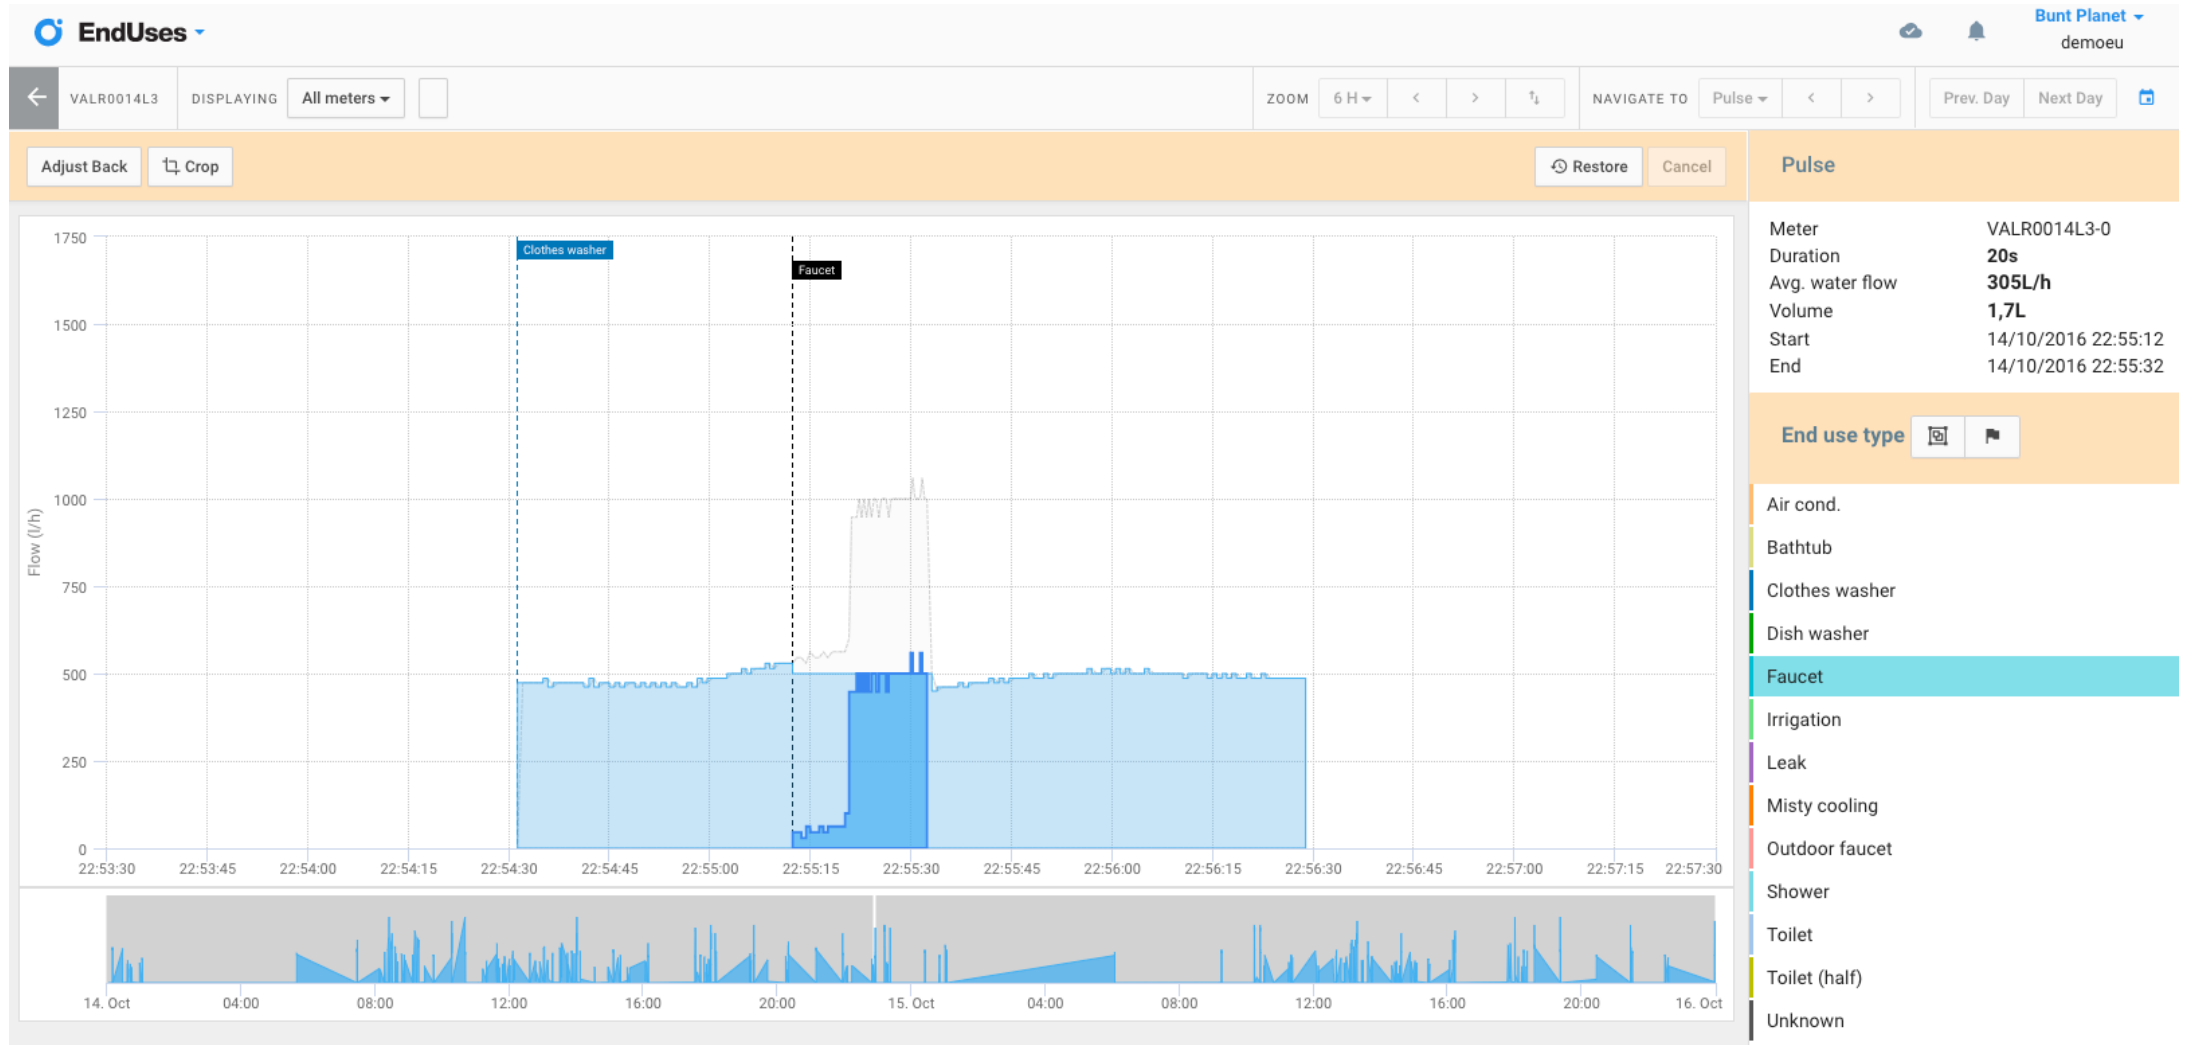 EndUses
Bunt Planet
demoeu
VALR0014L3
DISPLAYING
All meters
ZOOM
6 H
NAVIGATE TO
Pulse
Prev. Day
Next Day
Adjust Back
Crop
Restore
Cancel
Pulse
Meter VALR0014L3-0
Duration 20s
Avg. water flow 305L/h
Volume 1,7L
Start 14/10/2016 22:55:12
End 14/10/2016 22:55:32
End use type
Air cond.
Bathtub
Clothes washer
Dish washer
Faucet
Irrigation
Leak
Misty cooling
Outdoor faucet
Shower
Toilet
Toilet (half)
Unknown
Flow (l/h)
1750
1500
1250
1000
750
500
250
0
Clothes washer
Faucet
22:53:30 22:53:45 22:54:00 22:54:15 22:54:30 22:54:45 22:55:00 22:55:15 22:55:30 22:55:45 22:56:00 22:56:15 22:56:30 22:56:45 22:57:00 22:57:15 22:57:30
14. Oct 04:00 08:00 12:00 16:00 20:00 15. Oct 04:00 08:00 12:00 16:00 20:00 16. Oct